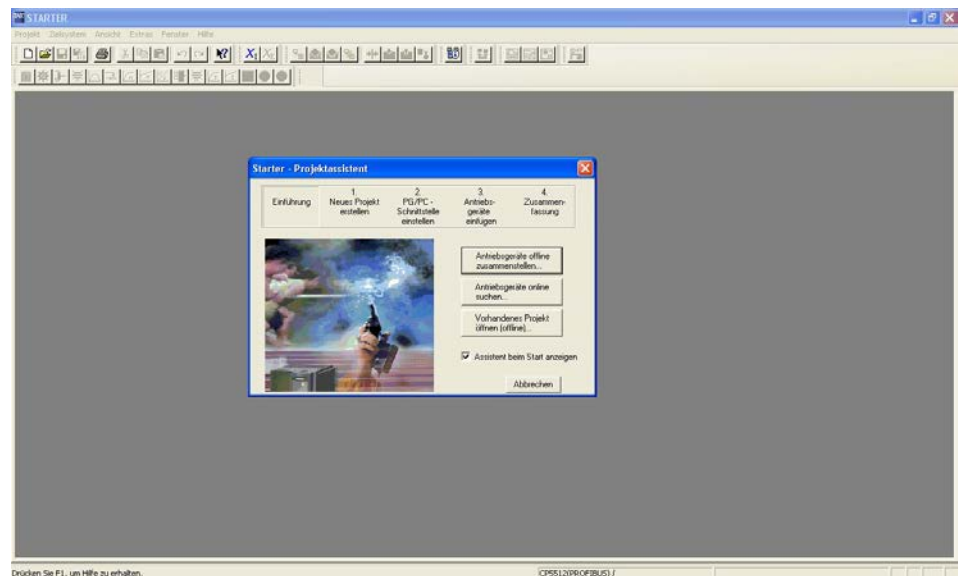 STARTER
Projekt Zielsystem Ansicht Extras Fenster Hilfe
Starter - Projektassistent
Einführung
1.
Neues Projekt
erstellen
2.
PG/PC -
Schnittstelle
einstellen
3.
Antriebs-
geräte
einfügen
4.
Zusammen-
fassung
Antriebsgeräte offline
zusammenstellen...
Antriebsgeräte online
suchen...
Vorhandenes Projekt
öffnen (offline)...
Assistent beim Start anzeigen
Abbrechen
Drücken Sie F1, um Hilfe zu erhalten.
CP5512(PROFIBUS) /